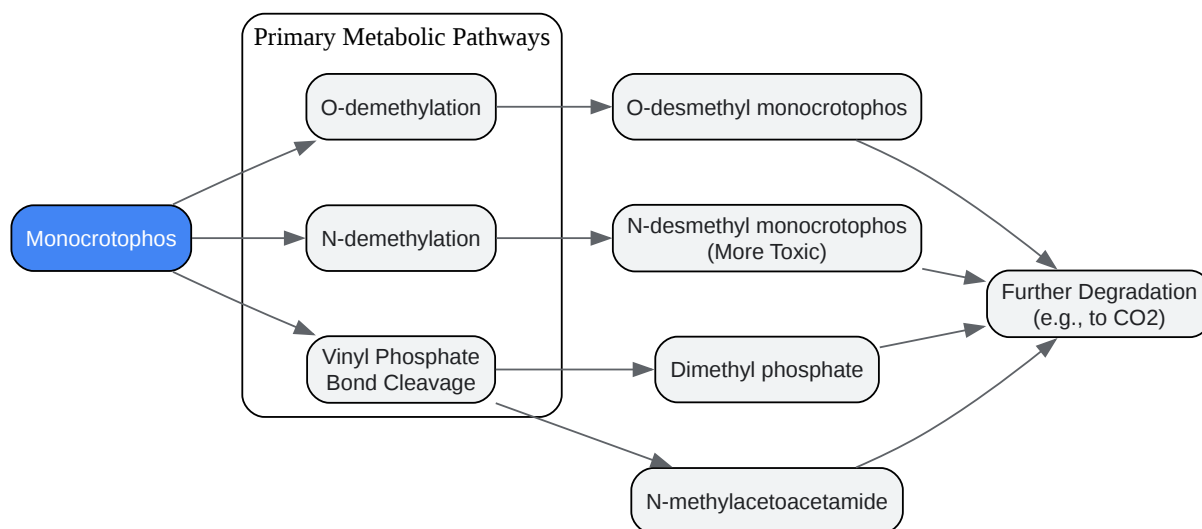 Primary Metabolic Pathways
O-demethylation
O-desmethyl monocrotophos
Monocrotophos
N-demethylation
N-desmethyl monocrotophos
(More Toxic)
Further Degradation
(e.g., to CO2)
Vinyl Phosphate
Bond Cleavage
Dimethyl phosphate
N-methylacetoacetamide